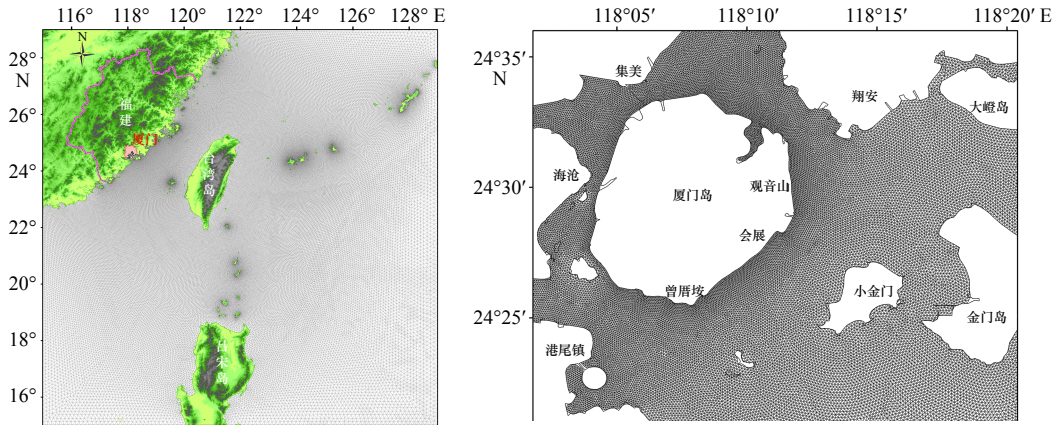 116° 118° 120° 122° 124° 126° 128° E
28°
N
26°
24°
22°
20°
18°
16°
N
福建
厦门
台湾岛
吕宋岛
118°05′ 118°10′ 118°15′ 118°20′ E
24°35′
N
24°30′
24°25′
集美
翔安
大嶝岛
海沧
厦门岛
观音山
会展
曾厝垵
小金门
金门岛
港尾镇